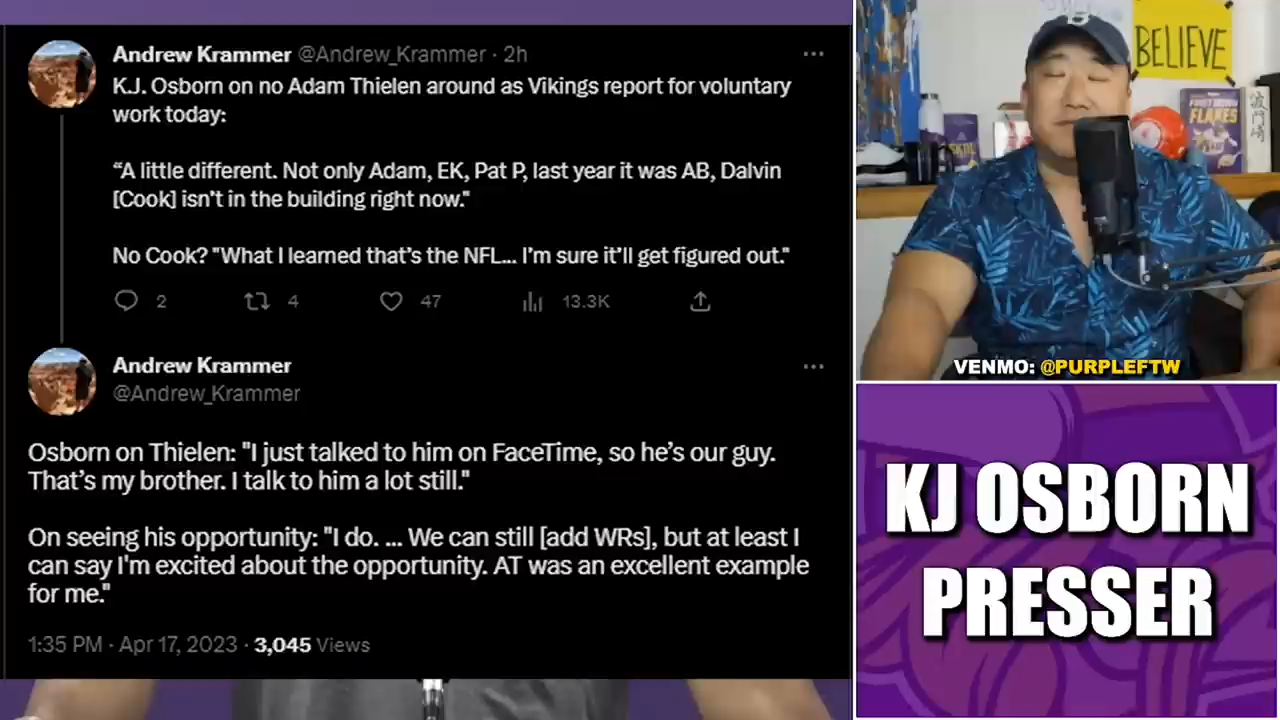 Andrew Krammer @Andrew_Krammer · 2h
K.J. Osborn on no Adam Thielen around as Vikings report for voluntary
work today:
“A little different. Not only Adam, EK, Pat P, last year it was AB, Dalvin
[Cook] isn’t in the building right now."
No Cook? "What I learned that’s the NFL... I’m sure it’ll get figured out."
2 4 47 13.3K
Andrew Krammer
@Andrew_Krammer
Osborn on Thielen: "I just talked to him on FaceTime, so he’s our guy.
That’s my brother. I talk to him a lot still."
On seeing his opportunity: "I do. ... We can still [add WRs], but at least I
can say I'm excited about the opportunity. AT was an excellent example
for me."
1:35 PM · Apr 17, 2023 · 3,045 Views
BELIEVE
FLAKES
SKOL
VENMO: @PURPLEFTW
KJ OSBORN
PRESSER